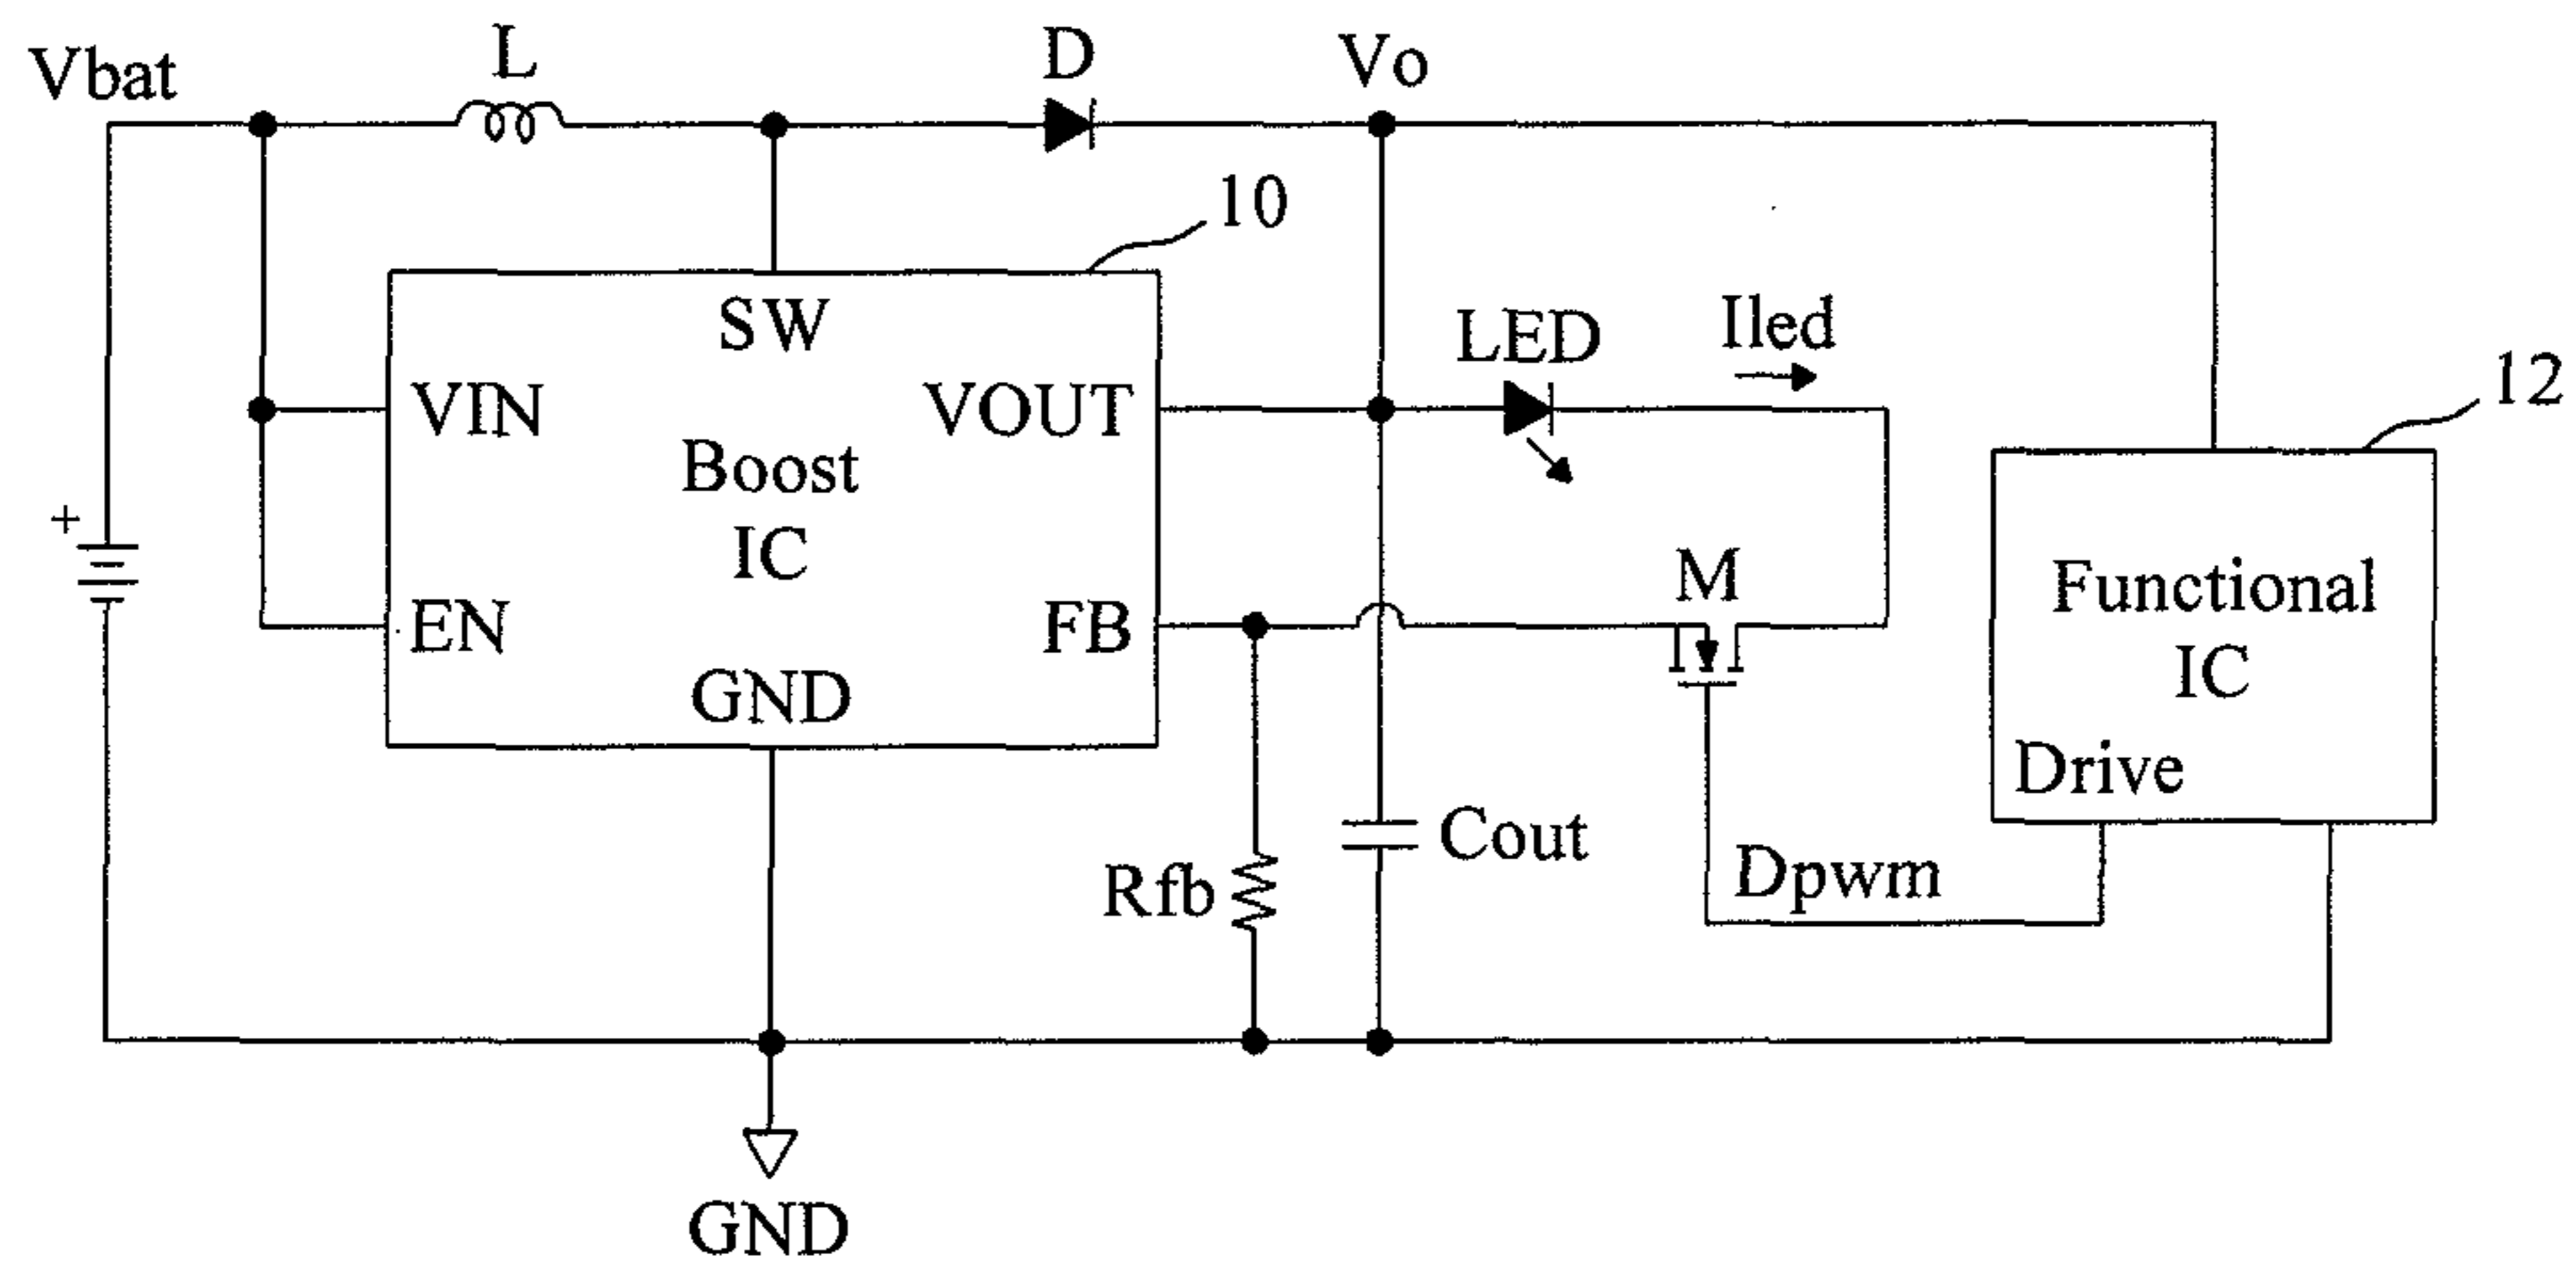 Vbat
L
D
Vo
10
SW
VIN
VOUT
Boost
IC
EN
FB
GND
LED
Iled
12
M
Functional
IC
Drive
+
Rfb
Cout
Dpwm
GND